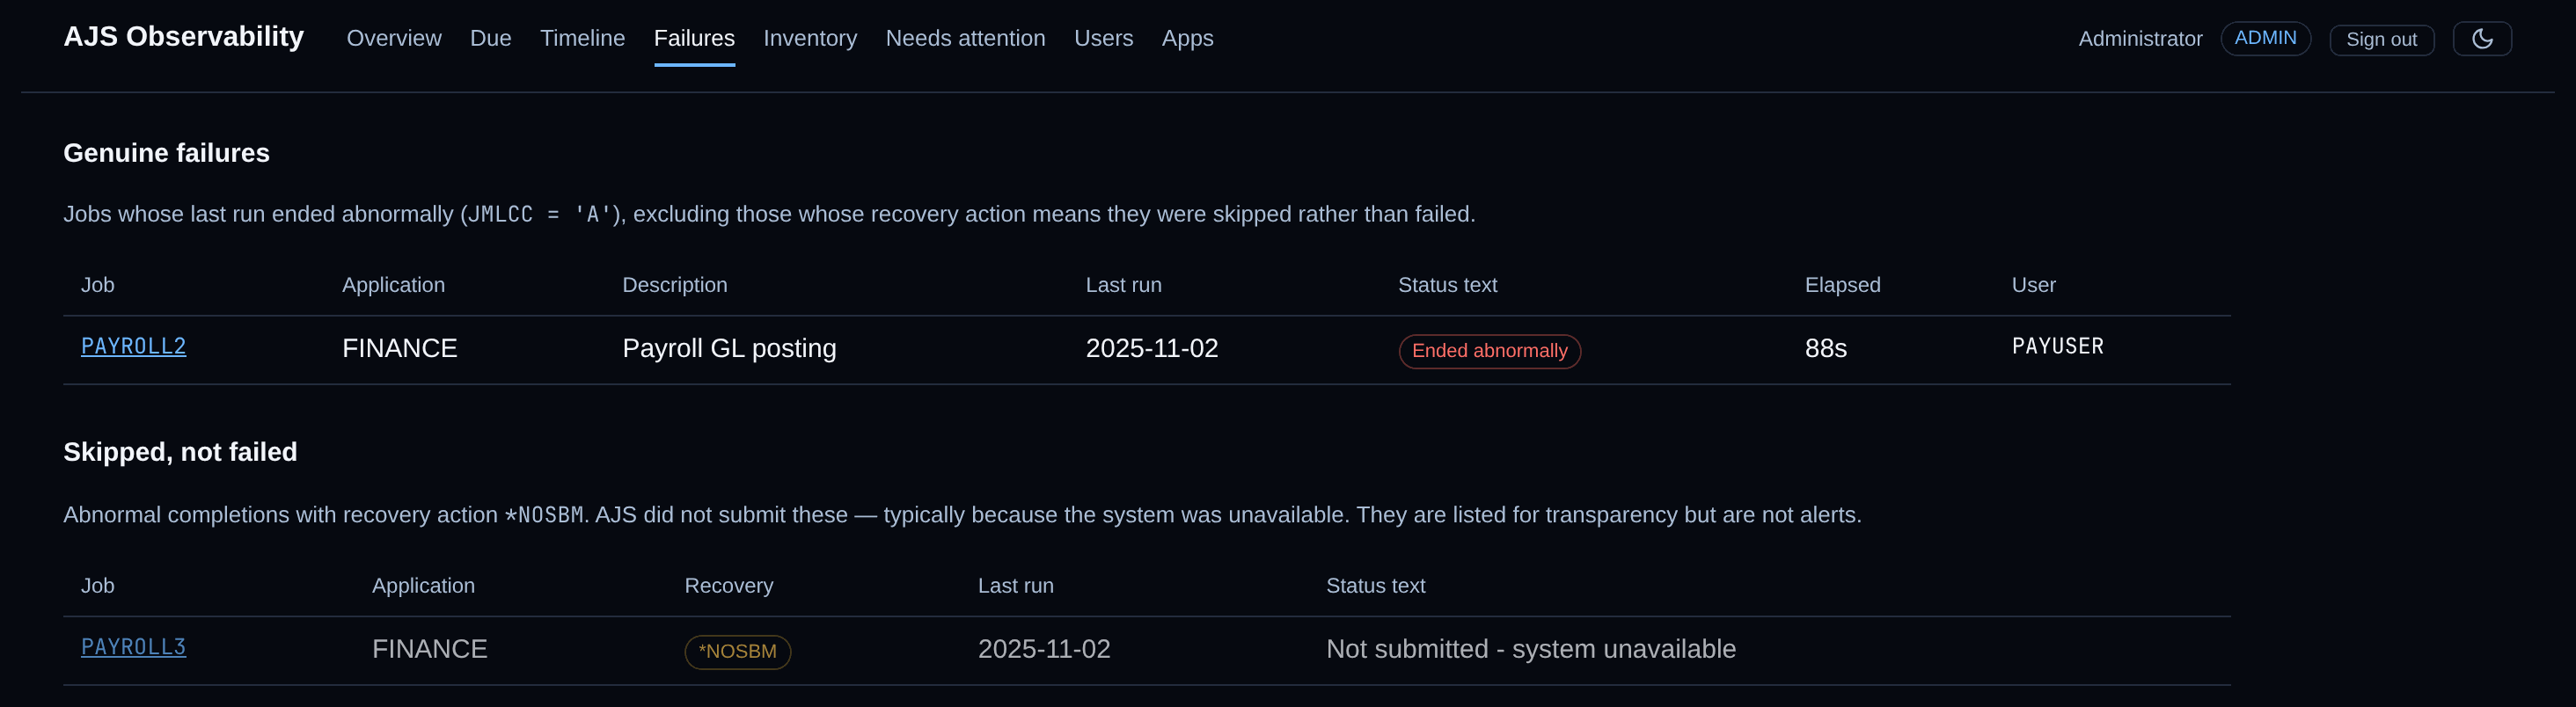 AJS Observability Overview Due Timeline Failures Inventory Needs attention Users Apps Administrator ADMIN Sign out
Genuine failures
Jobs whose last run ended abnormally (JMLCC = 'A'), excluding those whose recovery action means they were skipped rather than failed.
Job Application Description Last run Status text Elapsed User
PAYROLL2 FINANCE Payroll GL posting 2025-11-02 Ended abnormally 88s PAYUSER
Skipped, not failed
Abnormal completions with recovery action *NOSBM. AJS did not submit these — typically because the system was unavailable. They are listed for transparency but are not alerts.
Job Application Recovery Last run Status text
PAYROLL3 FINANCE *NOSBM 2025-11-02 Not submitted - system unavailable